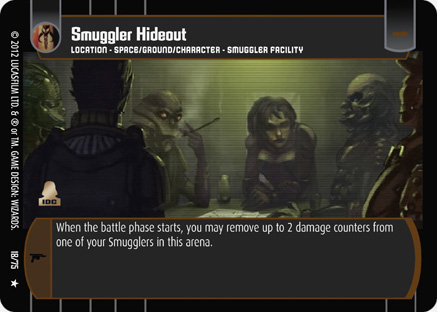 Smuggler Hideout
LOCATION - SPACE/GROUND/CHARACTER - SMUGGLER FACILITY
When the battle phase starts, you may remove up to 2 damage counters from
one of your Smugglers in this arena.
© 2012 LUCASFILM LTD. & ® or TM. GAME DESIGN: WIZARDS.
18/75